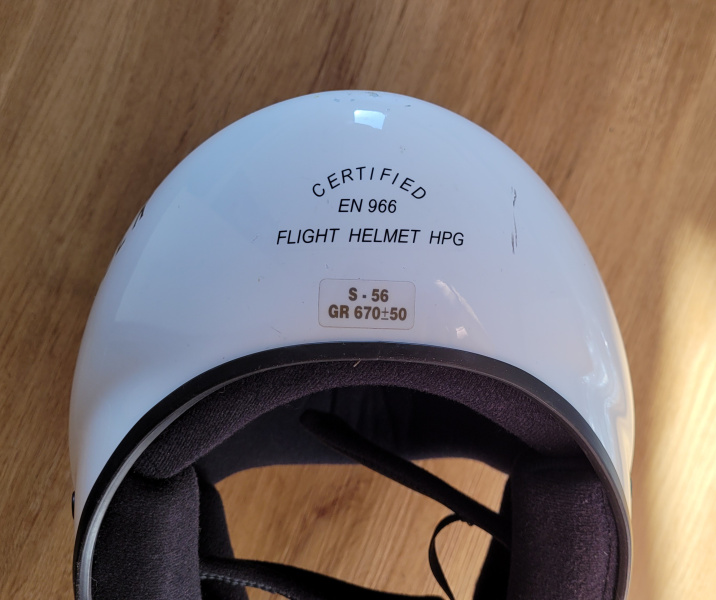 CERTIFIED
EN 966
FLIGHT HELMET HPG
S - 56
GR 670±50